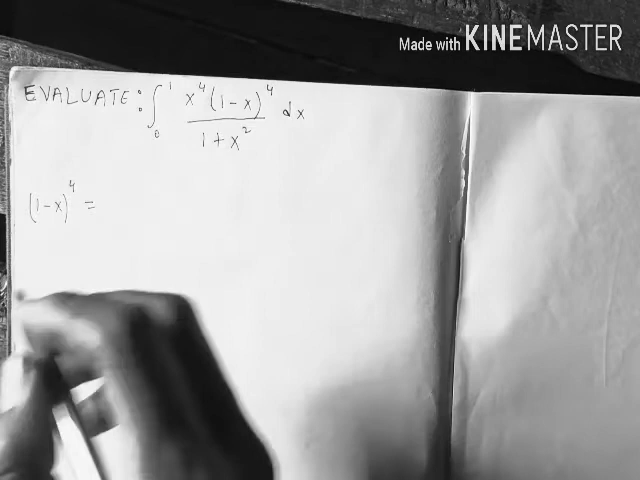 Made with KINEMASTER
EVALUATE: ∫₀¹ x⁴(1-x)⁴ / 1+x² dx
(1-x)⁴ =